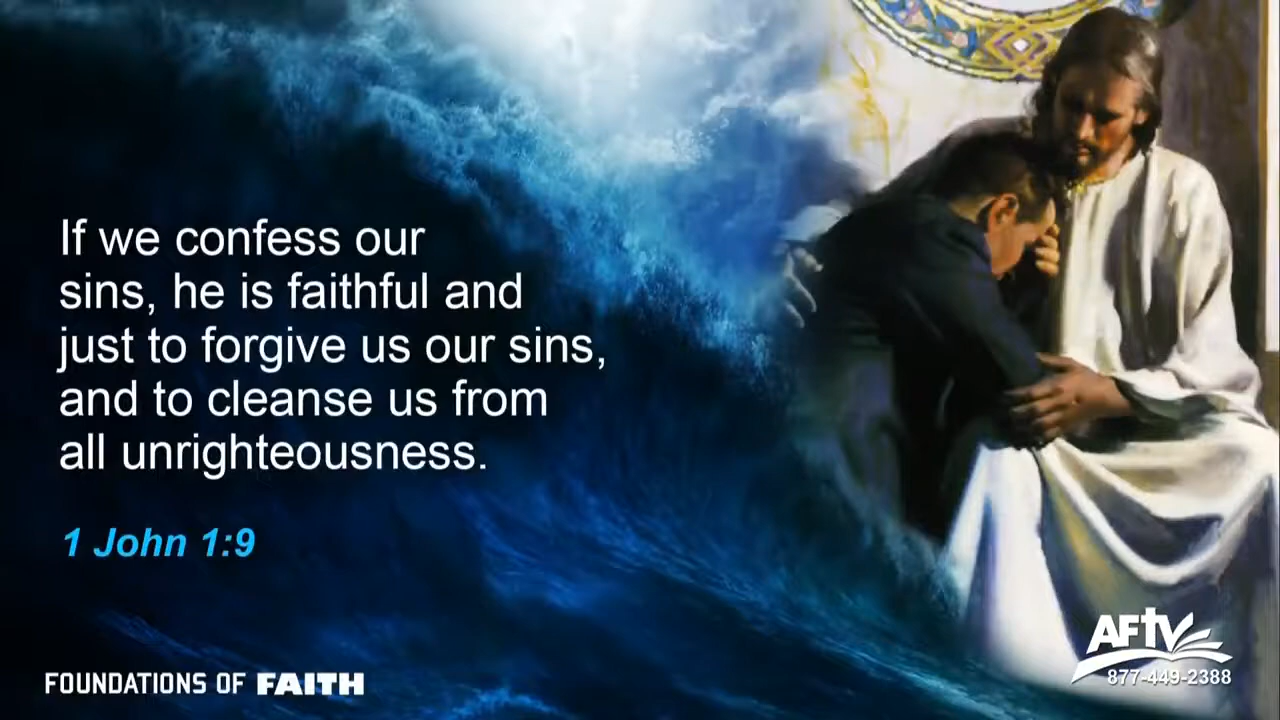 If we confess our
sins, he is faithful and
just to forgive us our sins,
and to cleanse us from
all unrighteousness.
1 John 1:9
FOUNDATIONS OF FAITH
AFtv
877-449-2388